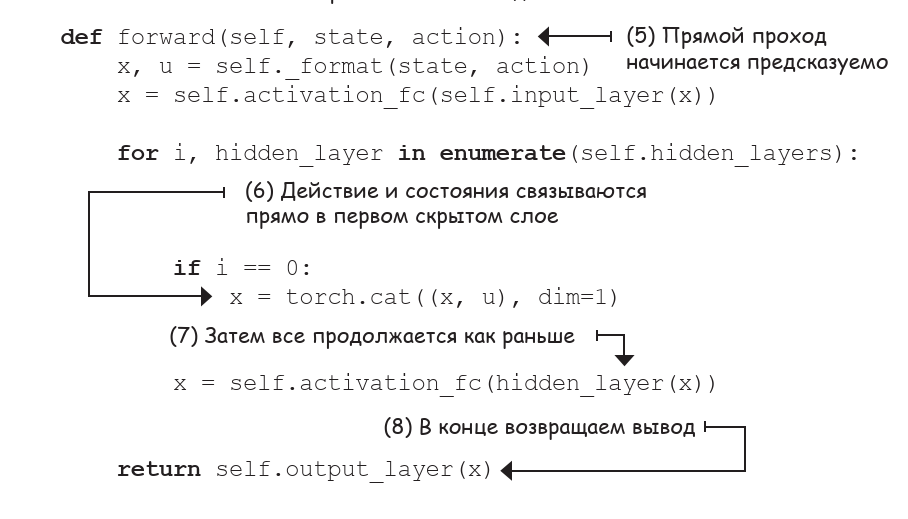 def forward(self, state, action):
(5) Прямой проход
начинается предсказуемо
    x, u = self._format(state, action)
    x = self.activation_fc(self.input_layer(x))
    for i, hidden_layer in enumerate(self.hidden_layers):
(6) Действие и состояния связываются
прямо в первом скрытом слое
        if i == 0:
            x = torch.cat((x, u), dim=1)
(7) Затем все продолжается как раньше
        x = self.activation_fc(hidden_layer(x))
(8) В конце возвращаем вывод
    return self.output_layer(x)